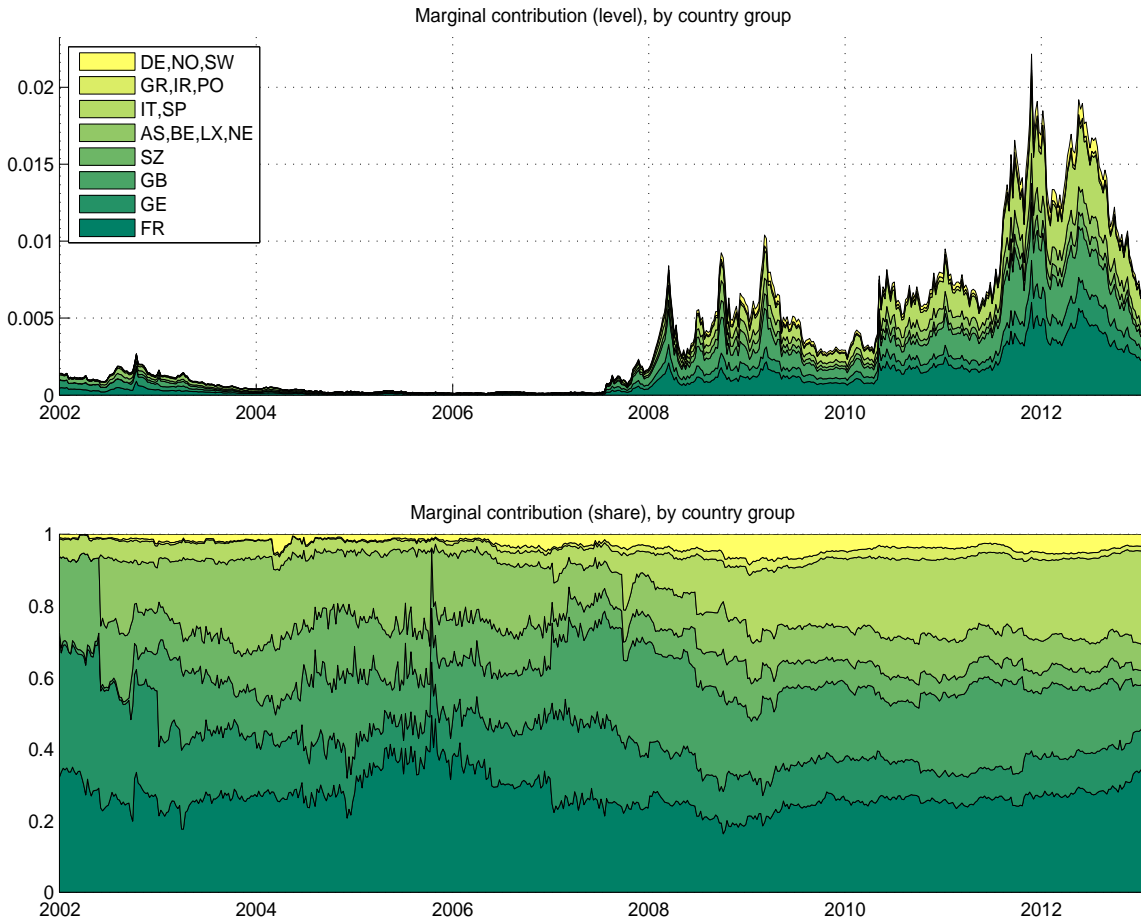 Marginal contribution (level), by country group
DE,NO,SW
GR,IR,PO
IT,SP
AS,BE,LX,NE
SZ
GB
GE
FR
0.02
0.015
0.01
0.005
0
2002 2004 2006 2008 2010 2012
Marginal contribution (share), by country group
1
0.8
0.6
0.4
0.2
0
2002 2004 2006 2008 2010 2012